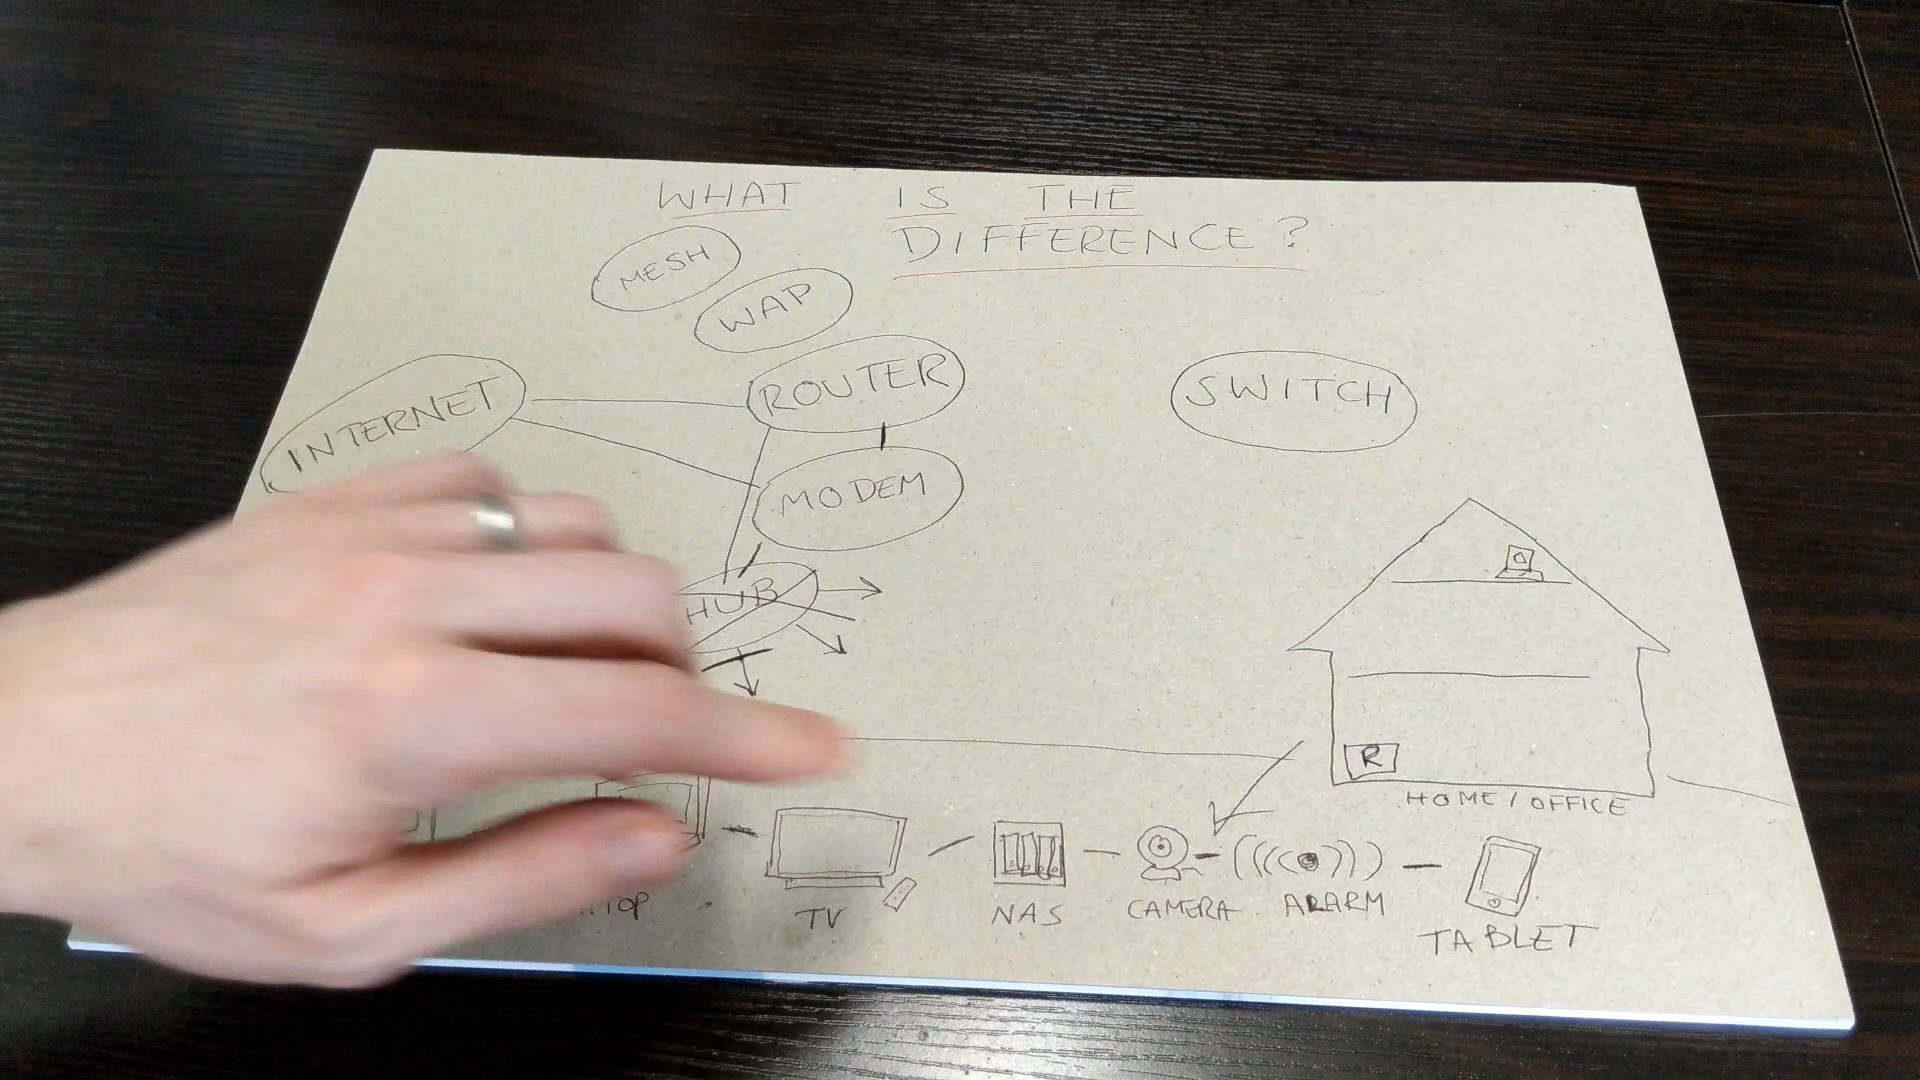 WHAT IS THE
DIFFERENCE?
MESH
WAP
ROUTER
SWITCH
INTERNET
MODEM
HUB
R
HOME / OFFICE
TV
NAS
CAMERA
ALARM
TABLET